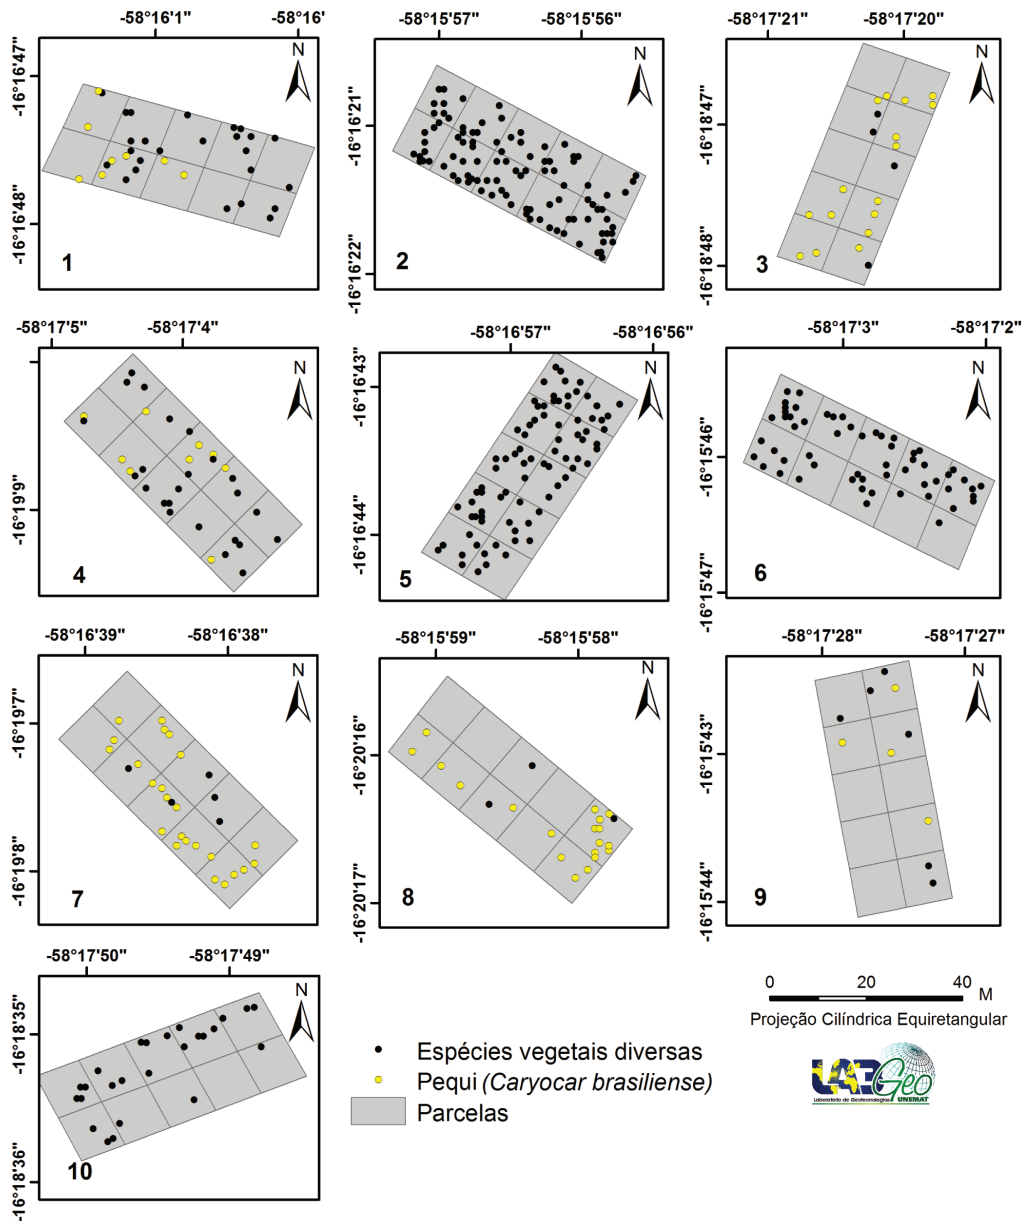 -58°16'1"
-58°16'
-16°16'47"
-16°16'48"
N
1
-58°15'57"
-58°15'56"
-16°16'21"
-16°16'22"
N
2
-58°17'21"
-58°17'20"
-16°18'47"
-16°18'48"
N
3
-58°17'5"
-58°17'4"
-16°19'9"
N
4
-58°16'57"
-58°16'56"
-16°16'43"
-16°16'44"
N
5
-58°17'3"
-58°17'2"
-16°15'46"
-16°15'47"
N
6
-58°16'39"
-58°16'38"
-16°19'7"
-16°19'8"
N
7
-58°15'59"
-58°15'58"
-16°20'16"
-16°20'17"
N
8
-58°17'28"
-58°17'27"
-16°15'43"
-16°15'44"
N
9
-58°17'50"
-58°17'49"
-16°18'35"
-16°18'36"
N
10
Espécies vegetais diversas
Pequi (Caryocar brasiliense)
Parcelas
0 20 40 M
Projeção Cilíndrica Equiretangular
LAB Geo
Laboratório de Geotecnologias UNEMAT